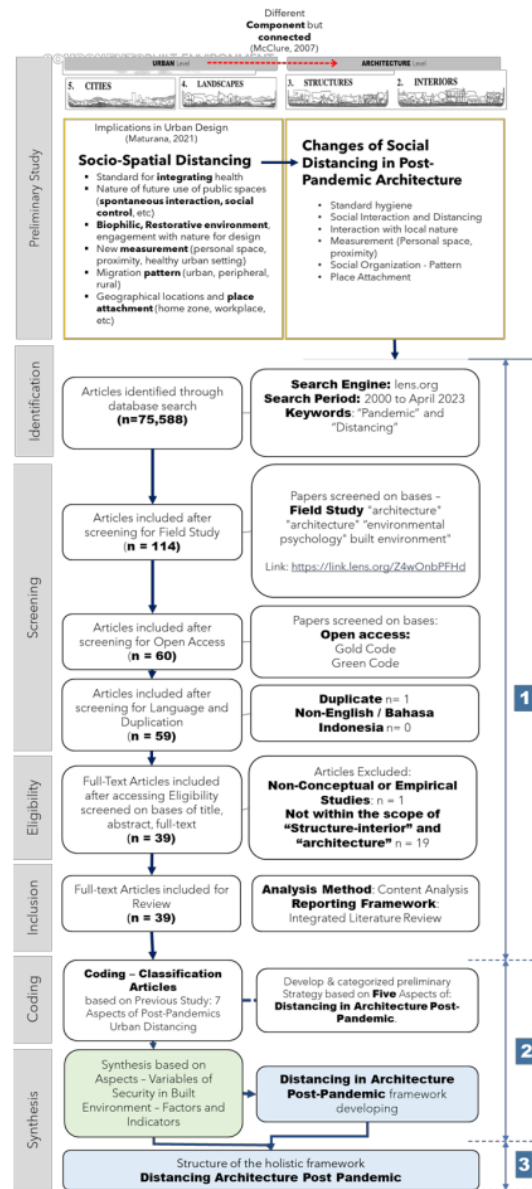 Different
Component but
connected
(McClure, 2007)
URBAN Level
ARCHITECTURE Level
5. CITIES
4. LANDSCAPES
3. STRUCTURES
2. INTERIORS
Preliminary Study
Implications in Urban Design
(Maturana, 2021)
Socio-Spatial Distancing
▪ Standard for integrating health
▪ Nature of future use of public spaces
(spontaneous interaction, social
control, etc)
▪ Biophilic, Restorative environment,
engagement with nature for design
▪ New measurement (personal space,
proximity, healthy urban setting)
▪ Migration pattern (urban, peripheral,
rural)
▪ Geographical locations and place
attachment (home zone, workplace,
etc)
Changes of Social
Distancing in Post-
Pandemic Architecture
• Standard hygiene
• Social Interaction and Distancing
• Interaction with local nature
• Measurement (Personal space,
proximity)
• Social Organization - Pattern
• Place Attachment
Identification
Articles identified through
database search
(n=75,588)
Search Engine: lens.org
Search Period: 2000 to April 2023
Keywords: "Pandemic" and
"Distancing"
Screening
Articles included after
screening for Field Study
(n = 114)
Papers screened on bases –
Field Study "architecture"
"architecture" "environmental
psychology" built environment"
Link: https://link.lens.org/Z4wOnbPFHd
Articles included after
screening for Open Access
(n = 60)
Papers screened on bases:
Open access:
Gold Code
Green Code
Articles included after
screening for Language and
Duplication
(n = 59)
Duplicate n= 1
Non-English / Bahasa
Indonesia n= 0
1
Eligibility
Full-Text Articles included
after accessing Eligibility
screened on bases of title,
abstract, full-text
(n = 39)
Articles Excluded:
Non-Conceptual or Empirical
Studies: n = 1
Not within the scope of
"Structure-interior" and
"architecture" n = 19
Inclusion
Full-text Articles included for
Review
(n = 39)
Analysis Method: Content Analysis
Reporting Framework:
Integrated Literature Review
Coding
Coding – Classification
Articles
based on Previous Study: 7
Aspects of Post-Pandemics
Urban Distancing
Develop & categorized preliminary
Strategy based on Five Aspects of:
Distancing in Architecture Post-
Pandemic.
2
Synthesis
Synthesis based on
Aspects – Variables of
Security in Built
Environment – Factors and
Indicators
Distancing in Architecture
Post-Pandemic framework
developing
Structure of the holistic framework
Distancing Architecture Post Pandemic
3